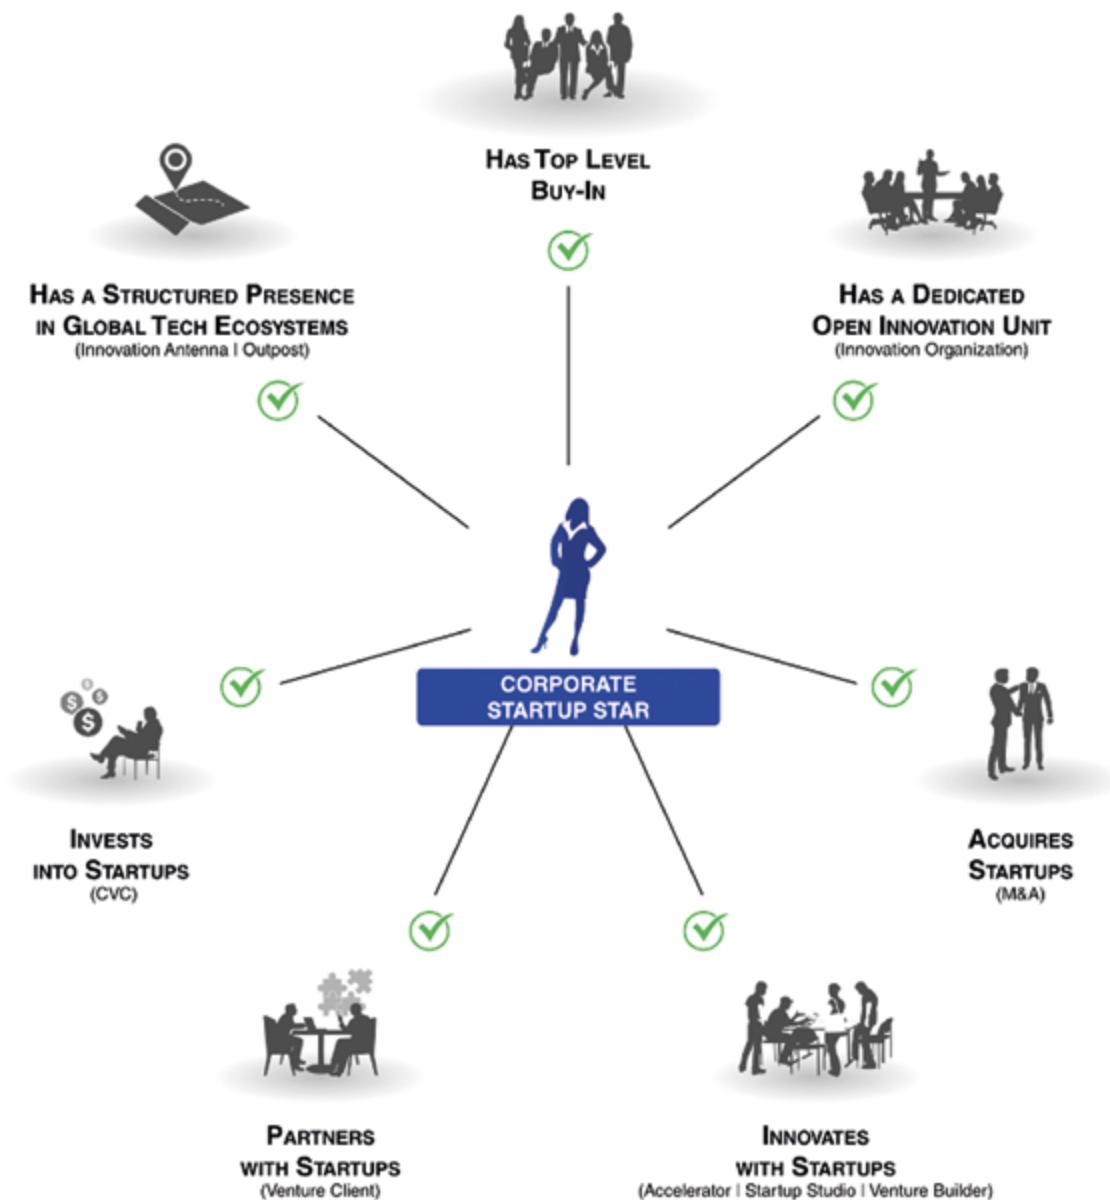 HAS TOP LEVEL
BUY-IN
HAS A STRUCTURED PRESENCE
IN GLOBAL TECH ECOSYSTEMS
(Innovation Antenna | Outpost)
HAS A DEDICATED
OPEN INNOVATION UNIT
(Innovation Organization)
CORPORATE
STARTUP STAR
$
$
$
$
INVESTS
INTO STARTUPS
(CVC)
ACQUIRES
STARTUPS
(M&A)
PARTNERS
WITH STARTUPS
(Venture Client)
INNOVATES
WITH STARTUPS
(Accelerator | Startup Studio | Venture Builder)